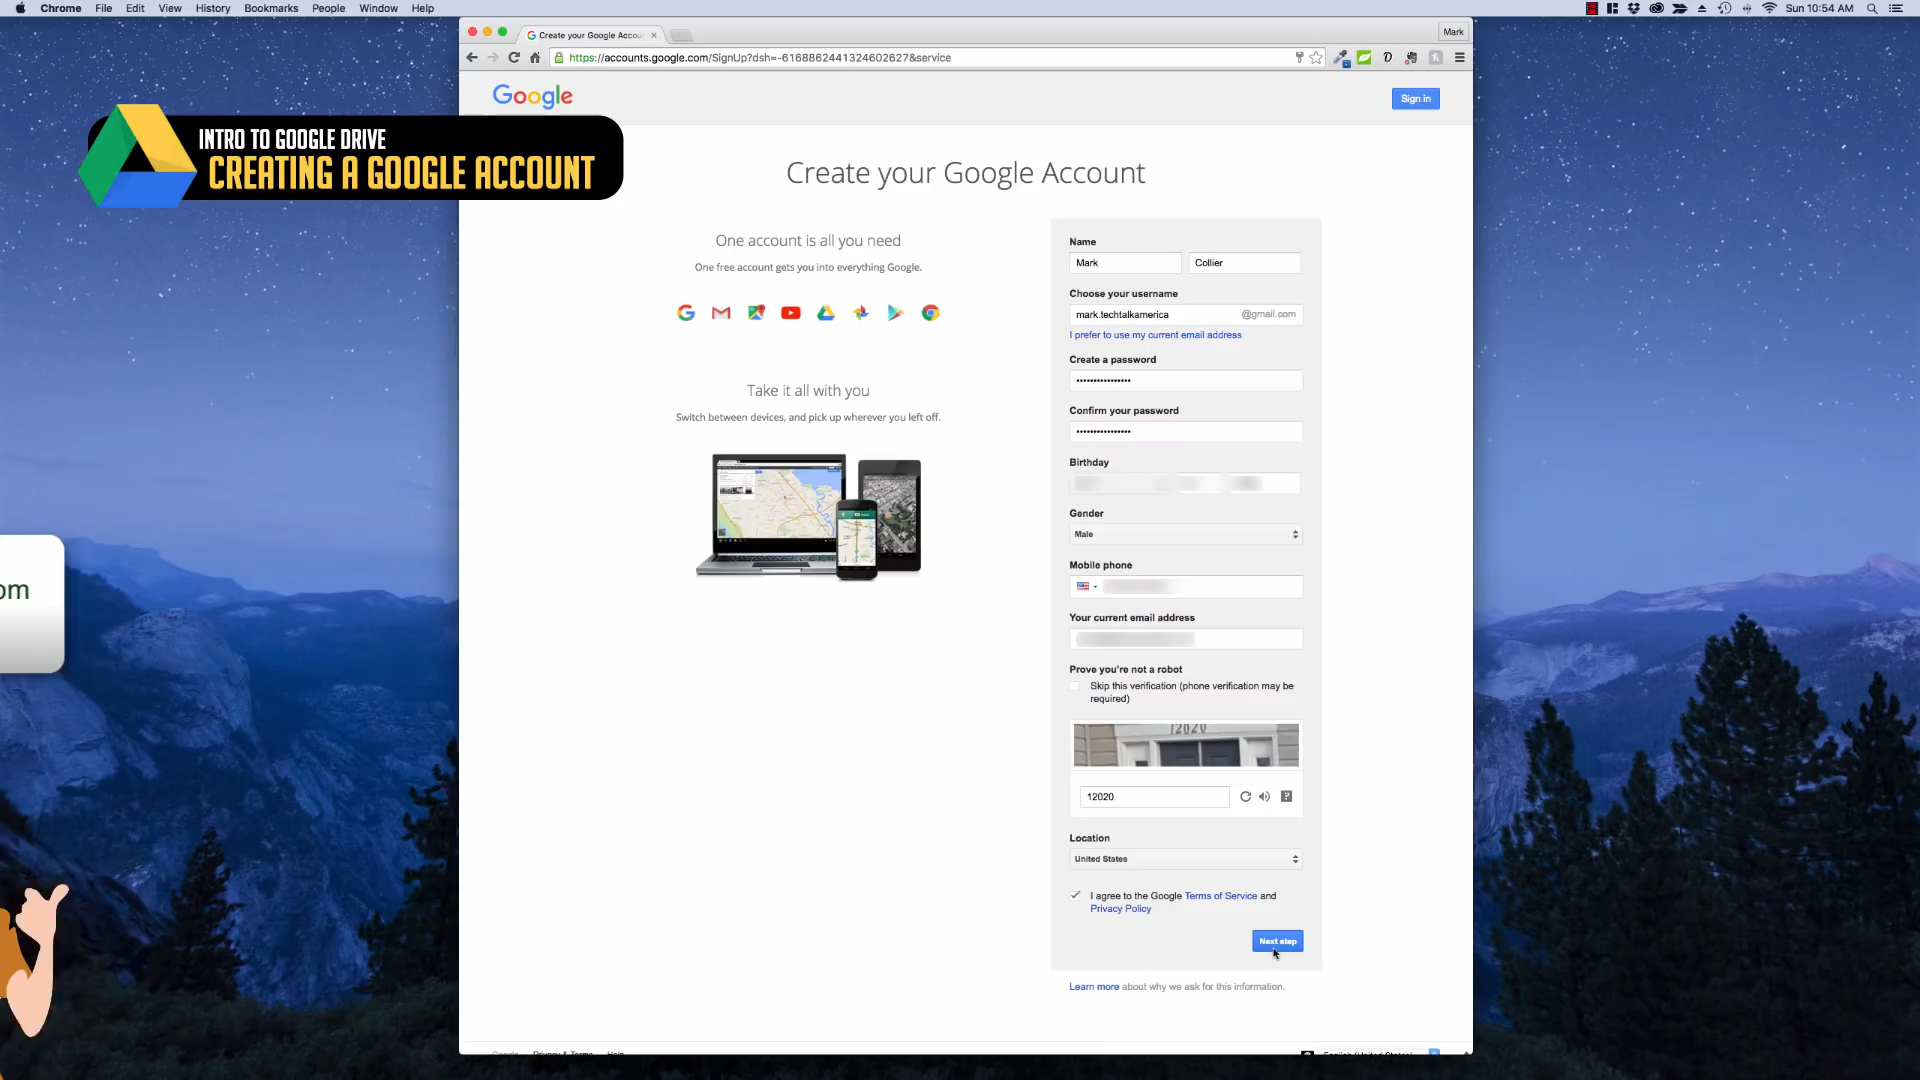 Chrome File Edit View History Bookmarks People Window Help
Sun 10:54 AM
Create your Google Accou
Mark
https://accounts.google.com/SignUp?dsh=-6168862441324602627&service
Google
Sign in
INTRO TO GOOGLE DRIVE
CREATING A GOOGLE ACCOUNT
Create your Google Account
One account is all you need
One free account gets you into everything Google.
Take it all with you
Switch between devices, and pick up wherever you left off.
Name
Mark Collier
Choose your username
mark.techtalkamerica @gmail.com
I prefer to use my current email address
Create a password
••••••••••••••••
Confirm your password
••••••••••••••••
Birthday
Gender
Male
Mobile phone
Your current email address
Prove you're not a robot
Skip this verification (phone verification may be
required)
12020
12020
Location
United States
I agree to the Google Terms of Service and
Privacy Policy
Next step
Learn more about why we ask for this information.
om